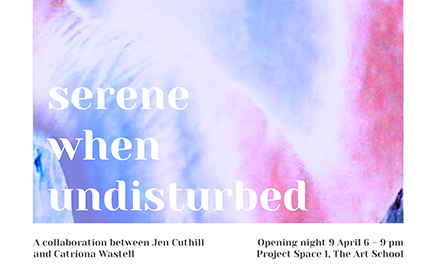 serene
when
undisturbed
A collaboration between Jen Cuthill
and Catriona Wastell
Opening night 9 April 6 – 9 pm
Project Space 1, The Art School